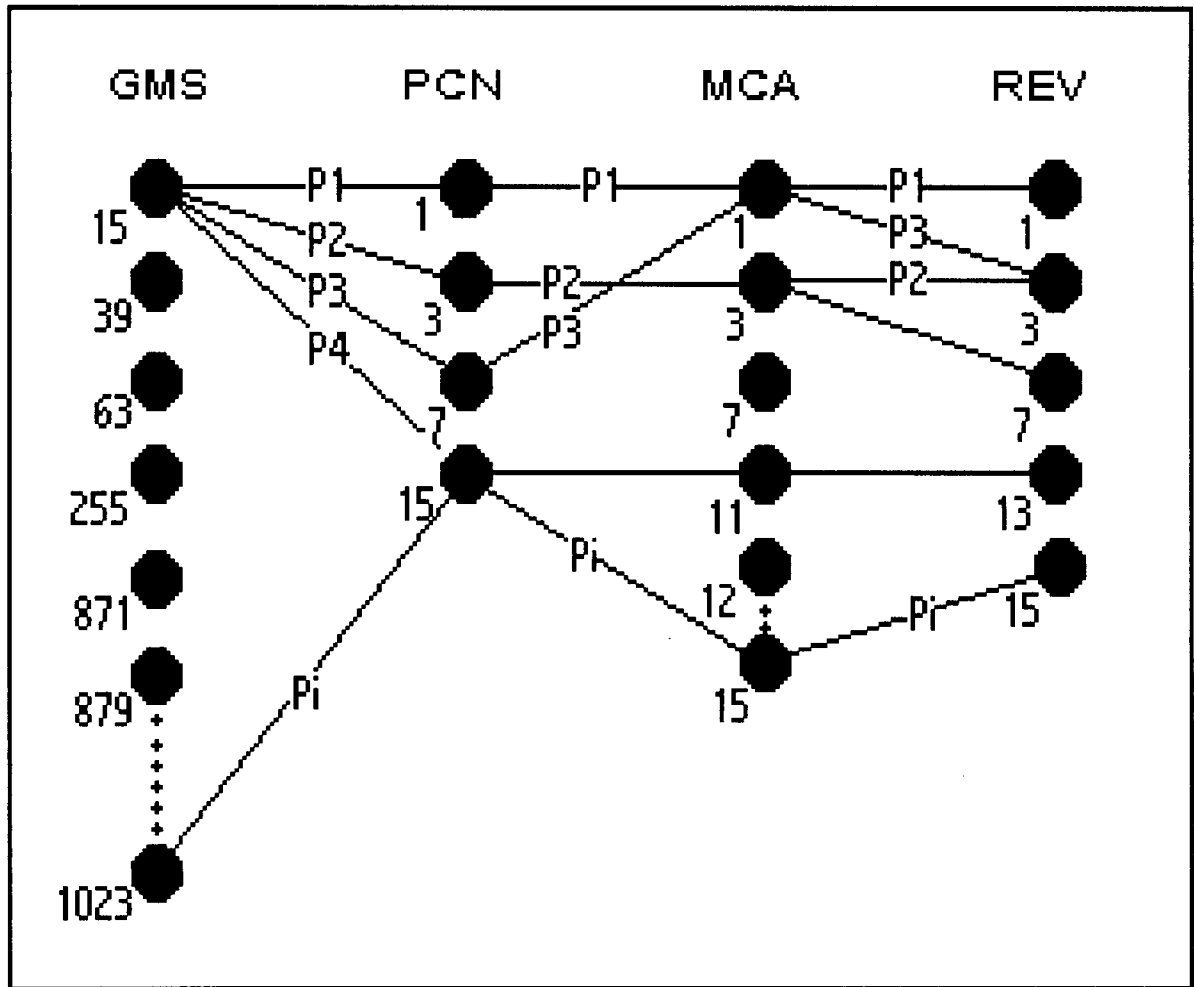 GMS PCN MCA REV
P1 P1 P1
15 1 1 1
P2 P3
P3 P2 P2
39 3 3 3
P4 P3
63 7 7 7
255 15 11 13
Pi
871 12 15
Pi
879 15
Pi
1023